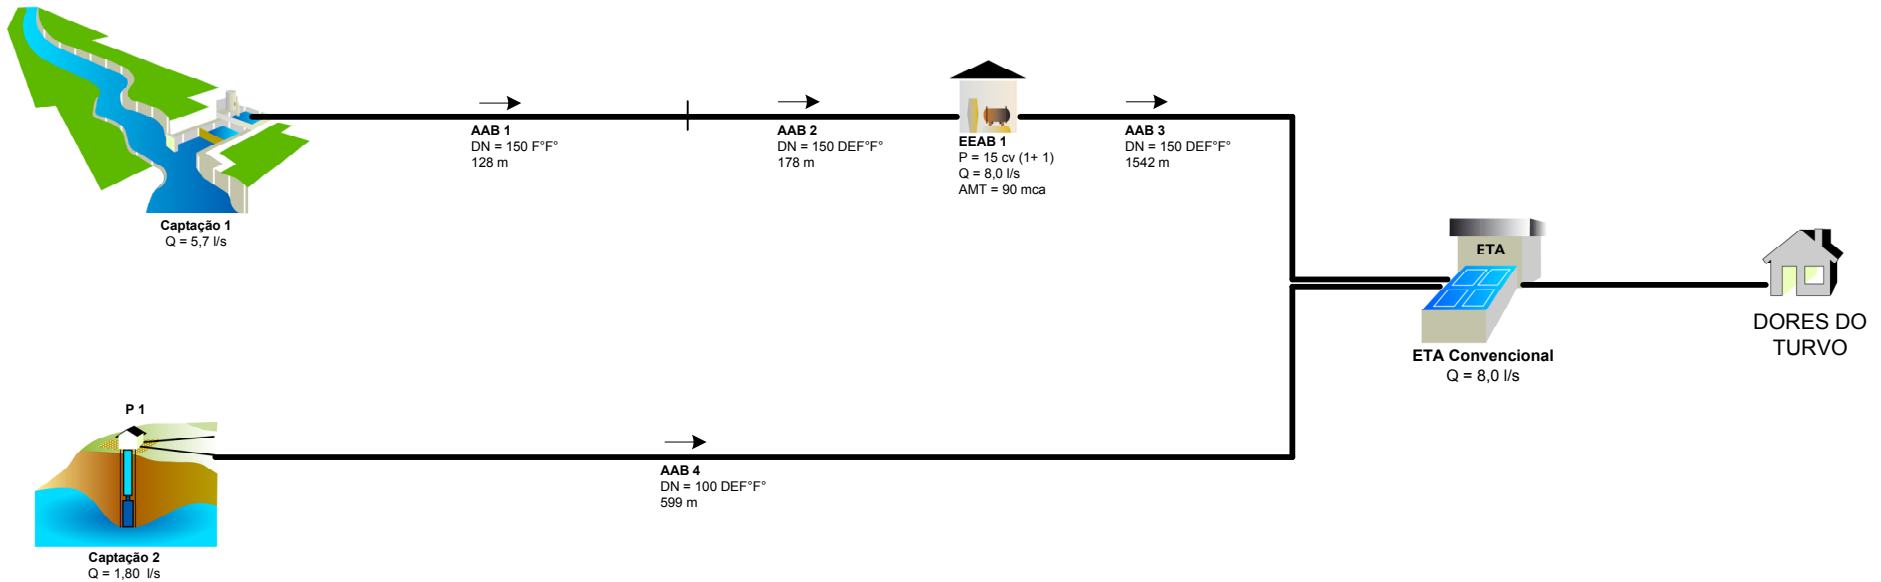 AAB 1
DN = 150 F°F°
128 m
AAB 2
DN = 150 DEF°F°
178 m
EEAB 1
P = 15 cv (1+ 1)
Q = 8,0 l/s
AMT = 90 mca
AAB 3
DN = 150 DEF°F°
1542 m
Captação 1
Q = 5,7 l/s
ETA
ETA Convencional
Q = 8,0 l/s
DORES DO
TURVO
P 1
AAB 4
DN = 100 DEF°F°
599 m
Captação 2
Q = 1,80 l/s